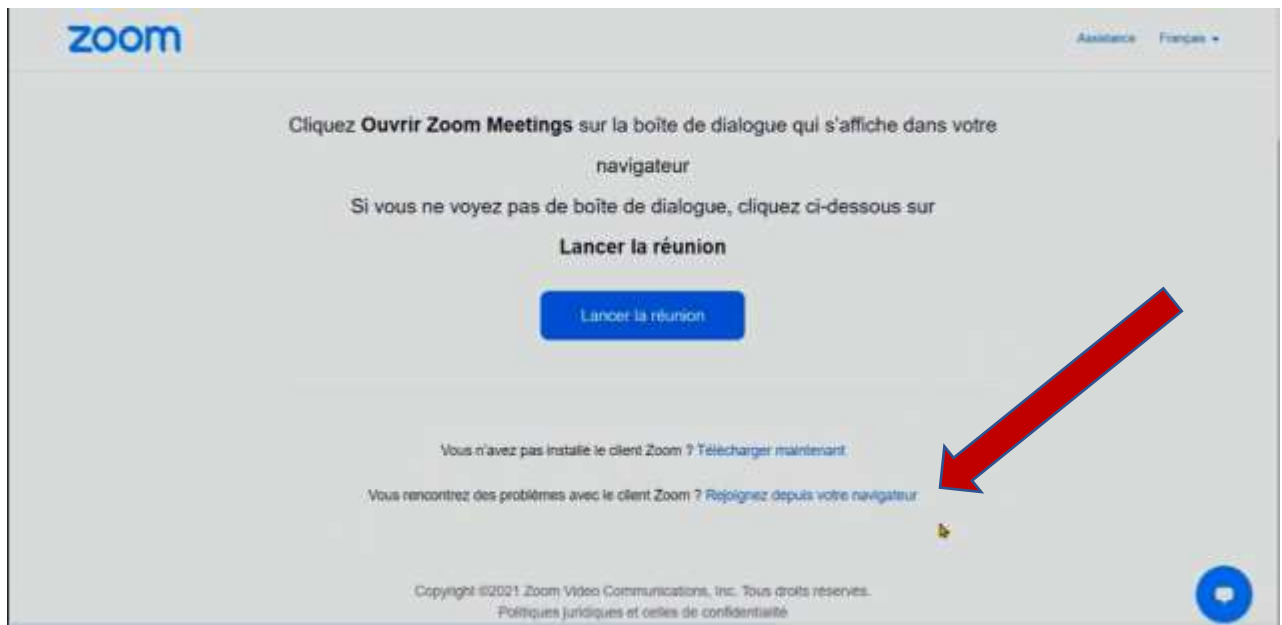 zoom
Assistance Français
Cliquez Ouvrir Zoom Meetings sur la boîte de dialogue qui s'affiche dans votre
navigateur
Si vous ne voyez pas de boîte de dialogue, cliquez ci-dessous sur
Lancer la réunion
Lancer la réunion
Vous n'avez pas installé le client Zoom ? Télécharger maintenant
Vous rencontrez des problèmes avec le client Zoom ? Rejoignez depuis votre navigateur
Copyright ©2021 Zoom Video Communications, Inc. Tous droits réservés.
Politiques juridiques et celles de confidentialité